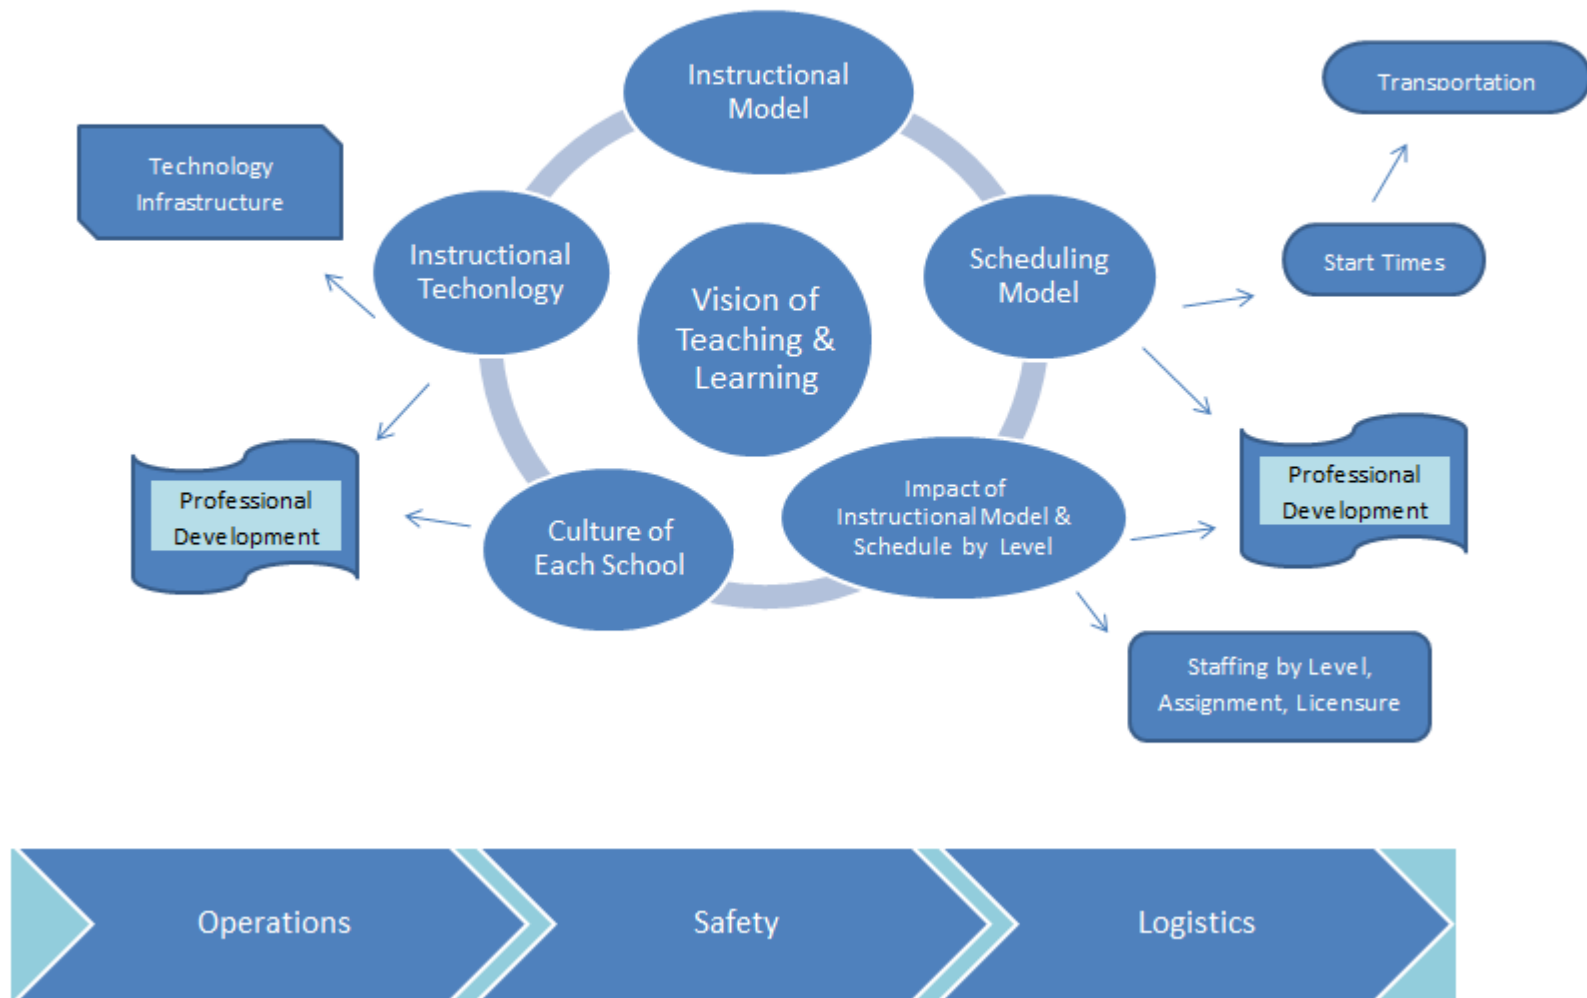 Instructional
Model
Transportation
Technology
Infrastructure
Instructional
Techonlogy
Scheduling
Model
Start Times
Vision of
Teaching &
Learning
Professional
Development
Professional
Development
Culture of
Each School
Impact of
Instructional Model &
Schedule by Level
Staffing by Level,
Assignment, Licensure
Operations
Safety
Logistics